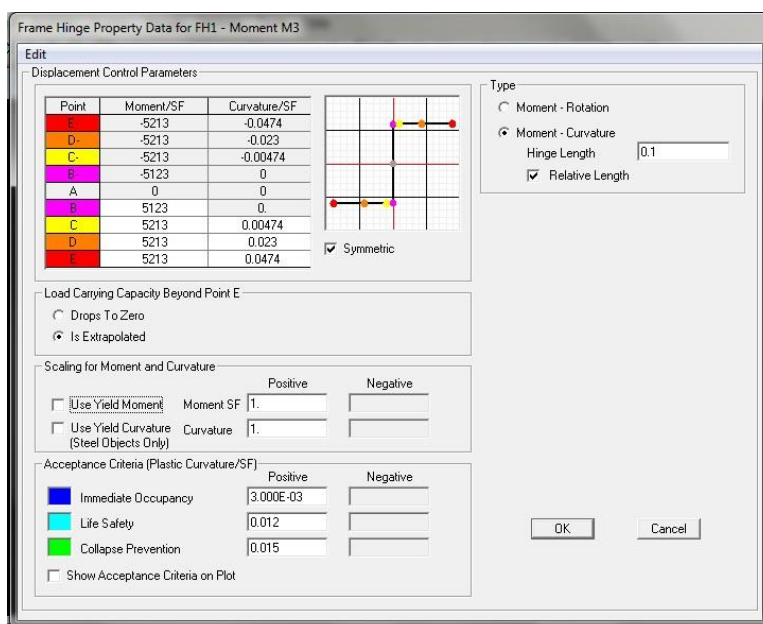 Frame Hinge Property Data for FH1 - Moment M3
Edit
Displacement Control Parameters
Point Moment/SF Curvature/SF
E- -5213 -0.0474
D- -5213 -0.023
C- -5213 -0.00474
B- -5123 0
A 0 0
B 5123 0.
C 5213 0.00474
D 5213 0.023
E 5213 0.0474
Symmetric
Load Carrying Capacity Beyond Point E
Drops To Zero
Is Extrapolated
Scaling for Moment and Curvature
Positive Negative
Use Yield Moment Moment SF 1.
Use Yield Curvature Curvature 1.
(Steel Objects Only)
Acceptance Criteria (Plastic Curvature/SF)
Positive Negative
Immediate Occupancy 3.000E-03
Life Safety 0.012
Collapse Prevention 0.015
Show Acceptance Criteria on Plot
Type
Moment - Rotation
Moment - Curvature
Hinge Length 0.1
Relative Length
OK Cancel